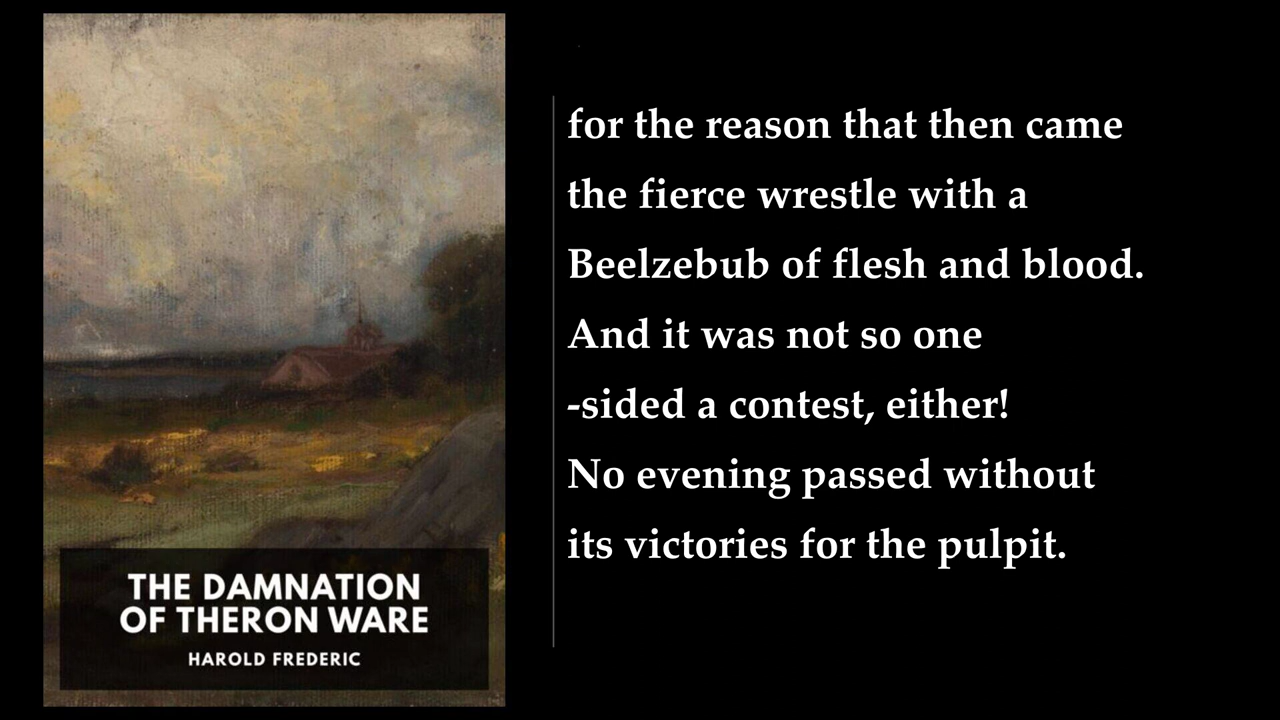 for the reason that then came
the fierce wrestle with a
Beelzebub of flesh and blood.
And it was not so one
-sided a contest, either!
No evening passed without
its victories for the pulpit.
THE DAMNATION
OF THERON WARE
HAROLD FREDERIC